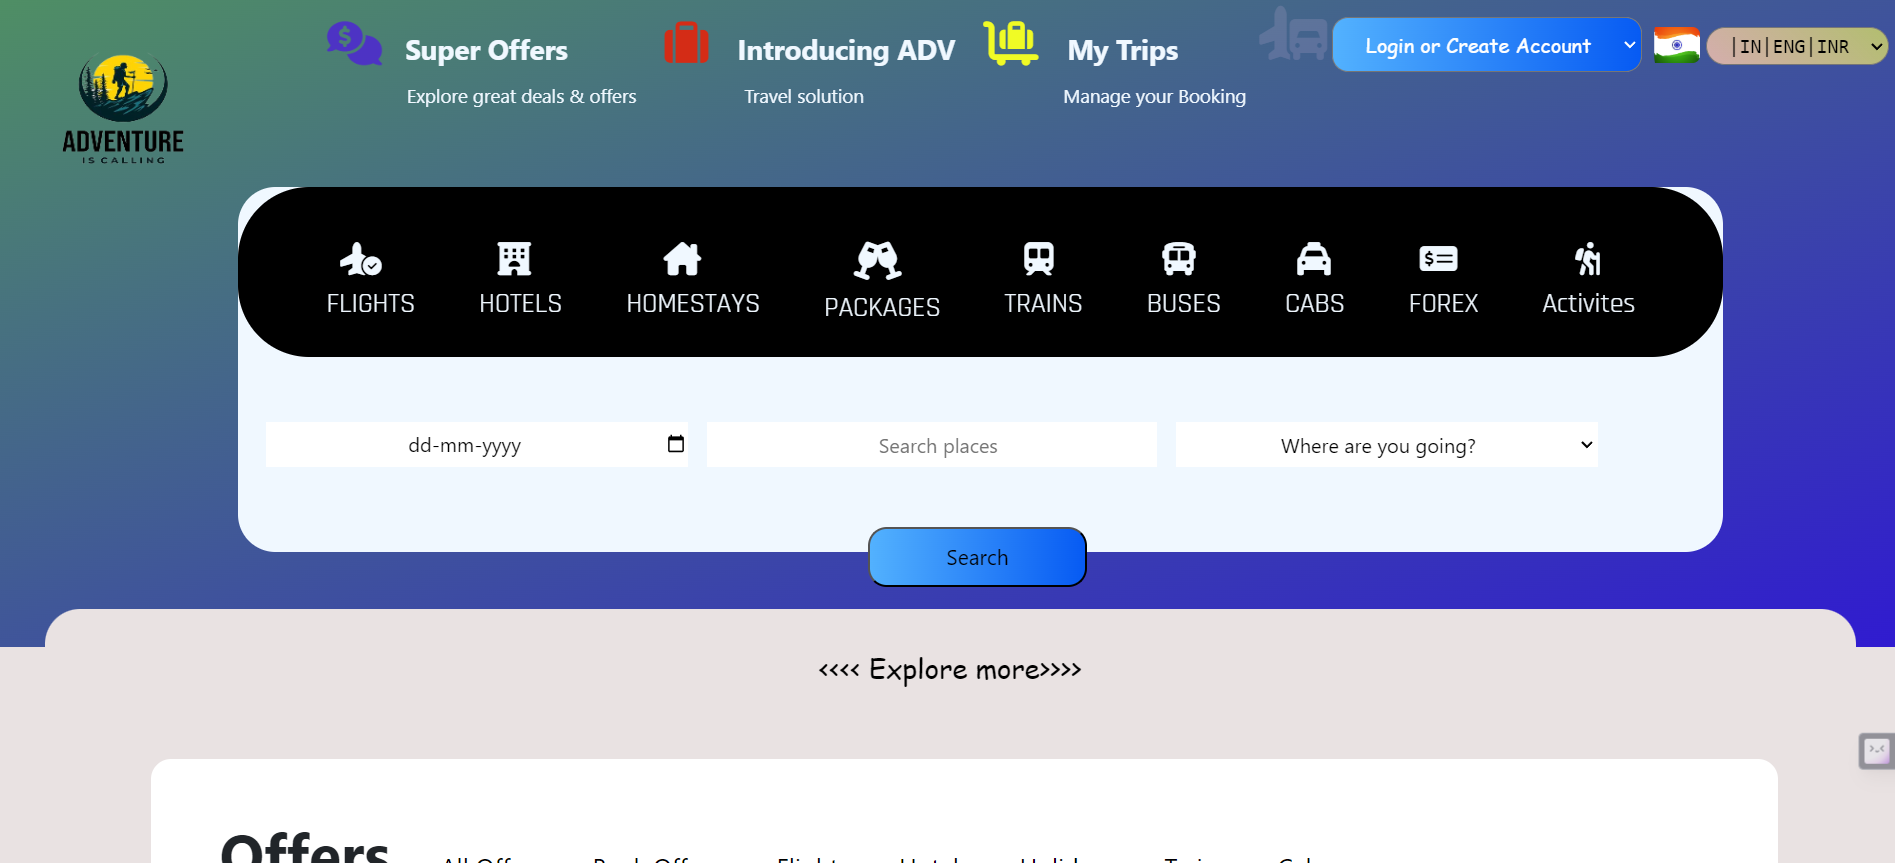 Super Offers
Introducing ADV
My Trips
Login or Create Account
|IN|ENG|INR
Explore great deals & offers
Travel solution
Manage your Booking
ADVENTURE
IS CALLING
FLIGHTS
HOTELS
HOMESTAYS
PACKAGES
TRAINS
BUSES
CABS
FOREX
Activites
dd-mm-yyyy
Search places
Where are you going?
Search
<<<< Explore more>>>>
Offers